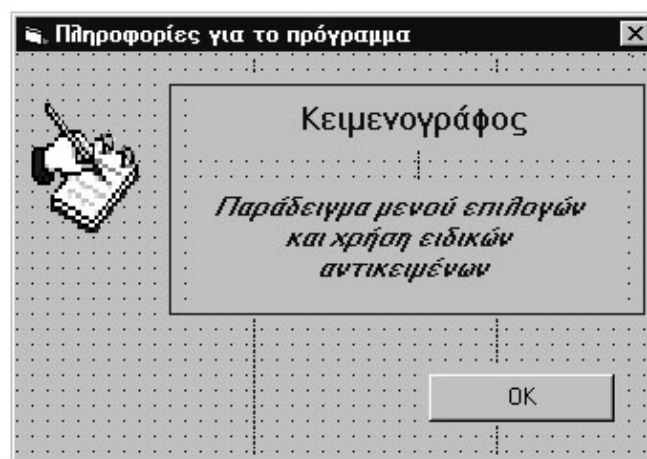 Πληροφορίες για το πρόγραμμα
Κειμενογράφος
Παράδειγμα μενού επιλογών
και χρήση ειδικών
αντικειμένων
OK